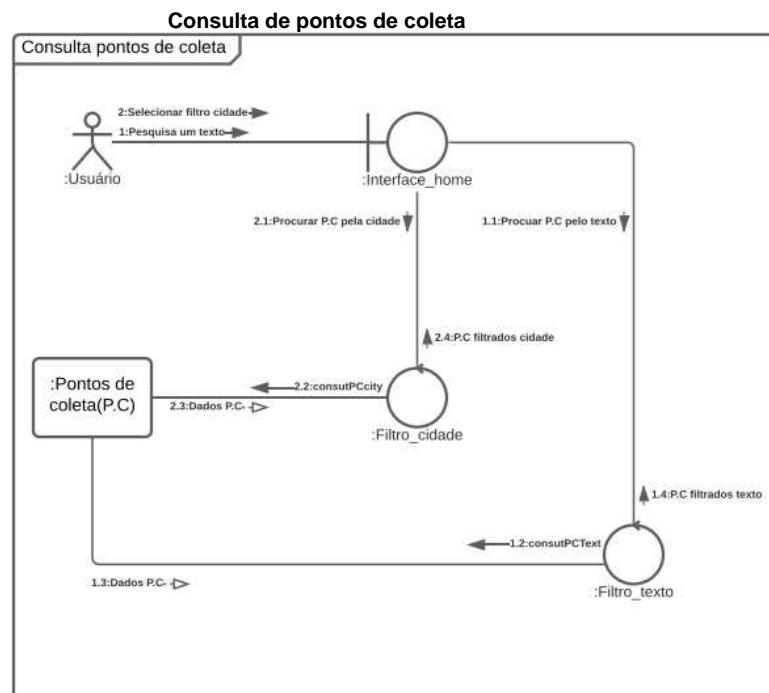 Consulta de pontos de coleta
Consulta pontos de coleta
2:Selecionar filtro cidade
1:Pesquisa um texto
:Usuário
:Interface_home
2.1:Procurar P.C pela cidade
1.1:Procuar P.C pelo texto
2.4:P.C filtrados cidade
:Pontos de
coleta(P.C)
2.2:consutPCcity
2.3:Dados P.C
:Filtro_cidade
1.4:P.C filtrados texto
1.2:consutPCText
1.3:Dados P.C
:Filtro_texto